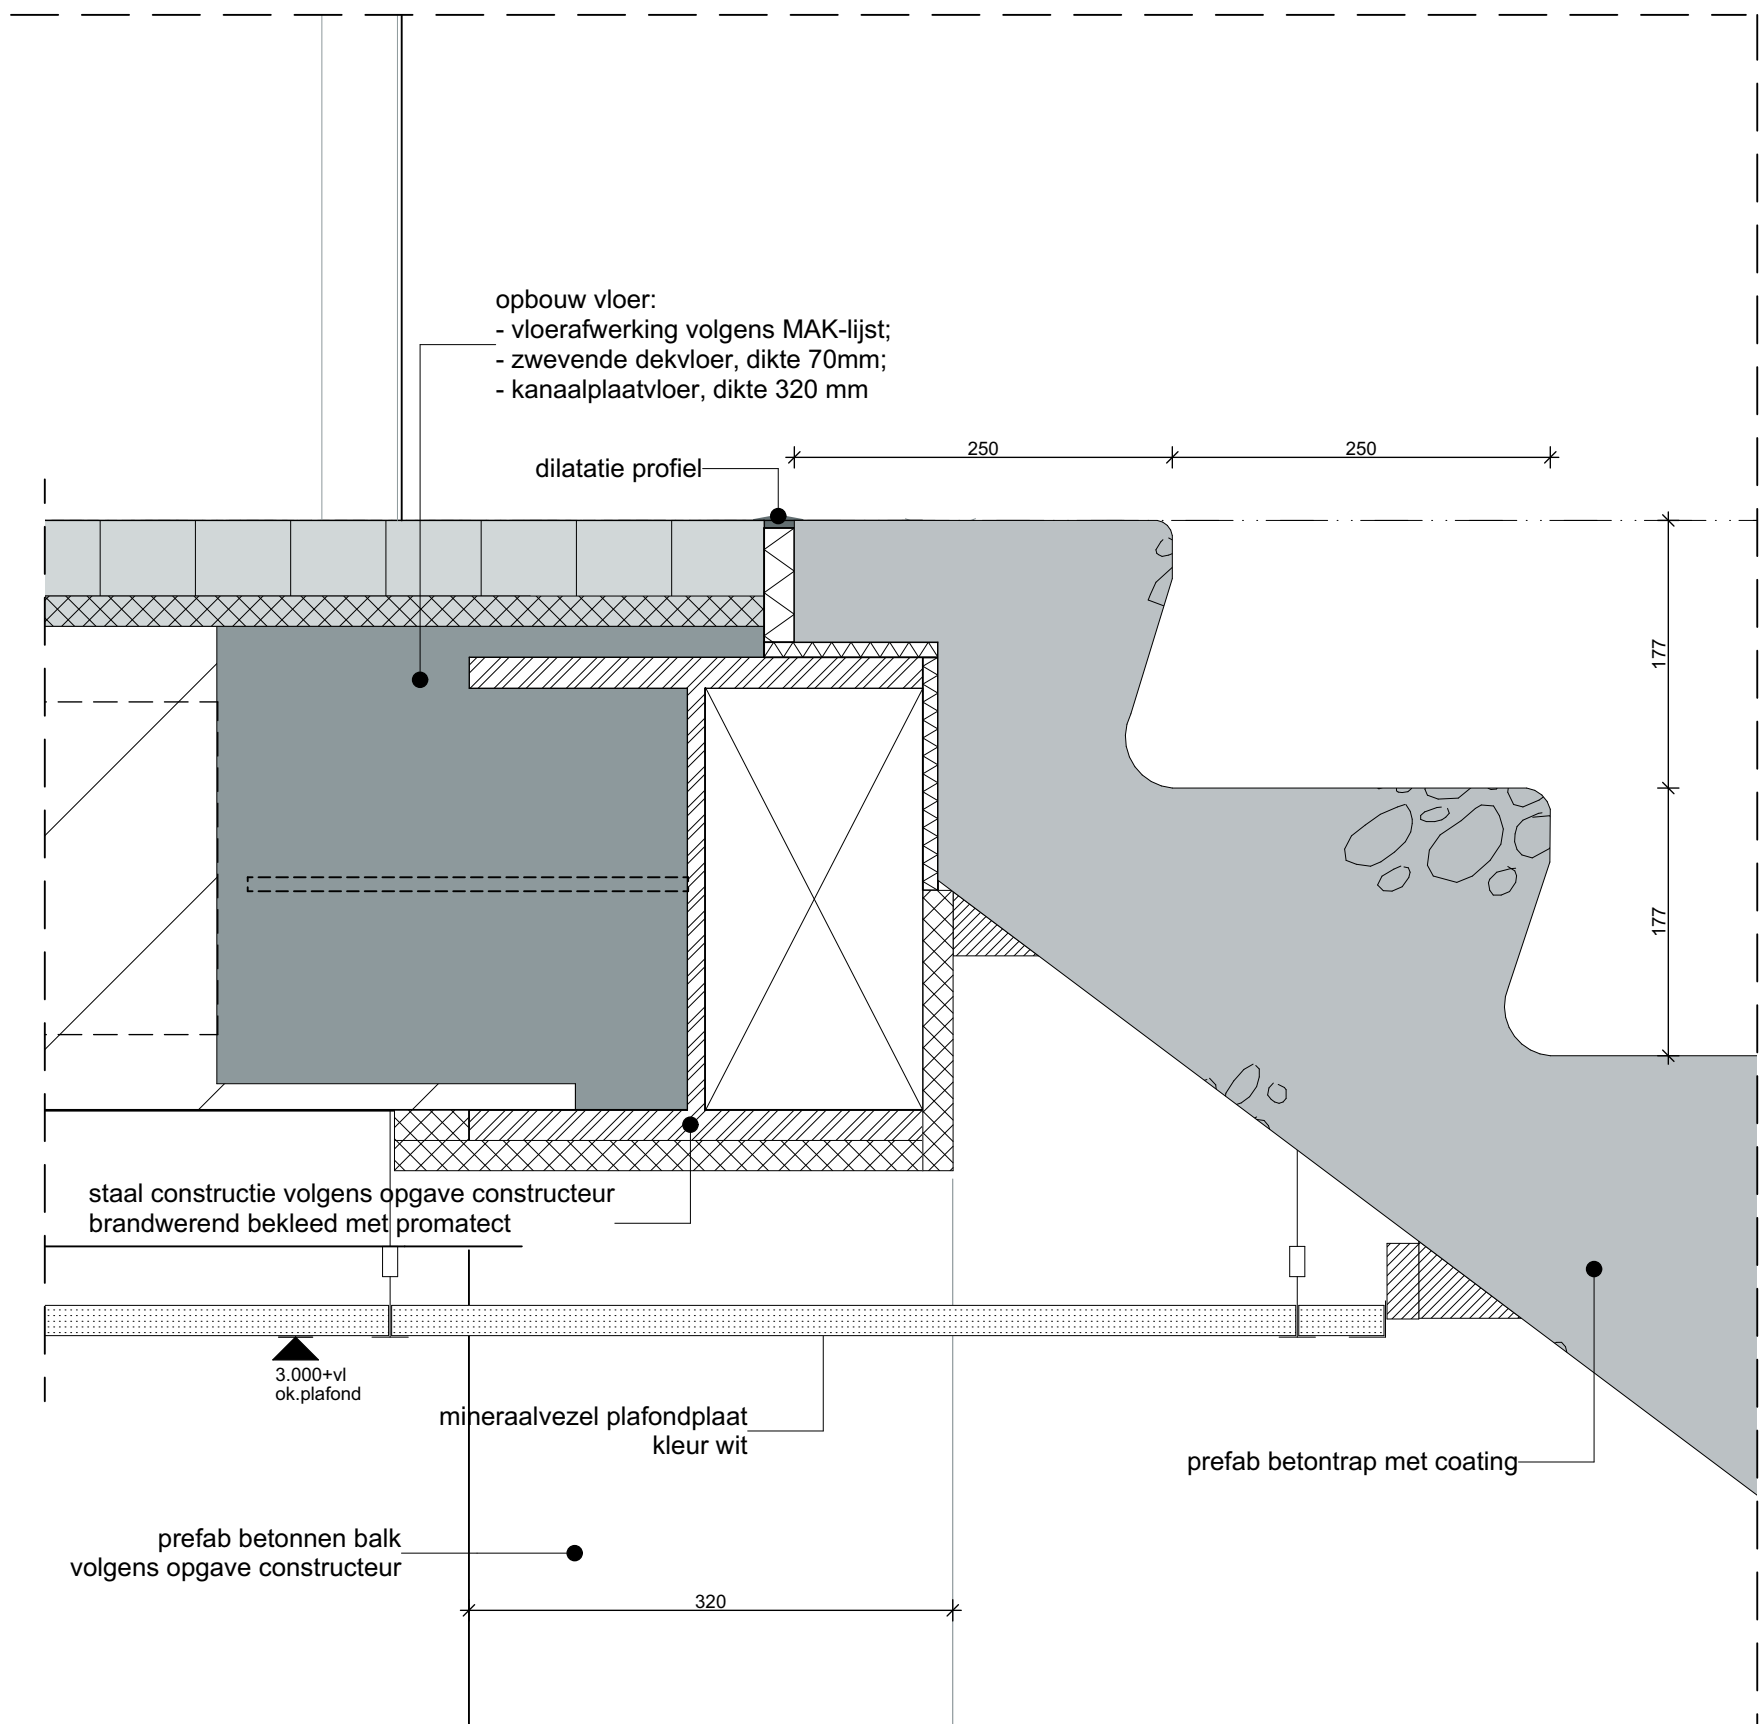 opbouw vloer:
- vloerafwerking volgens MAK-lijst;
- zwevende dekvloer, dikte 70mm;
- kanaalplaatvloer, dikte 320 mm
250
250
dilatatie profiel
177
177
staal constructie volgens opgave constructeur
brandwerend bekleed met promatect
3.000+vl
ok.plafond
mineraalvezel plafondplaat
kleur wit
prefab betontrap met coating
prefab betonnen balk
volgens opgave constructeur
320